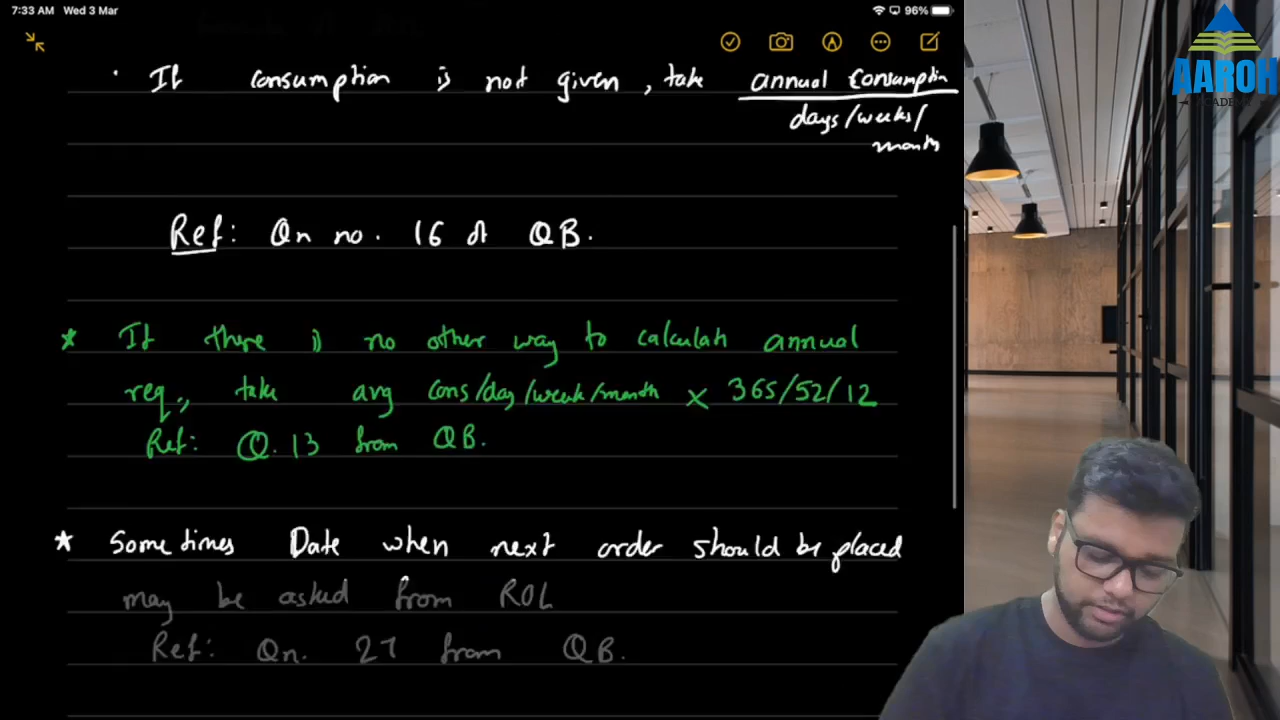 7:33 AM Wed 3 Mar 96%
• If consumption is not given, take annual consumption
days/weeks/
month
Ref: Qn no. 16 of QB.
* If there is no other way to calculate annual
req., take avg cons/day/week/month × 365/52/12
Ref: Q. 13 from QB.
* Some times Date when next order should be placed
may be asked from ROL
Ref: Qn. 27 from QB.
AAROH
ACADEMY